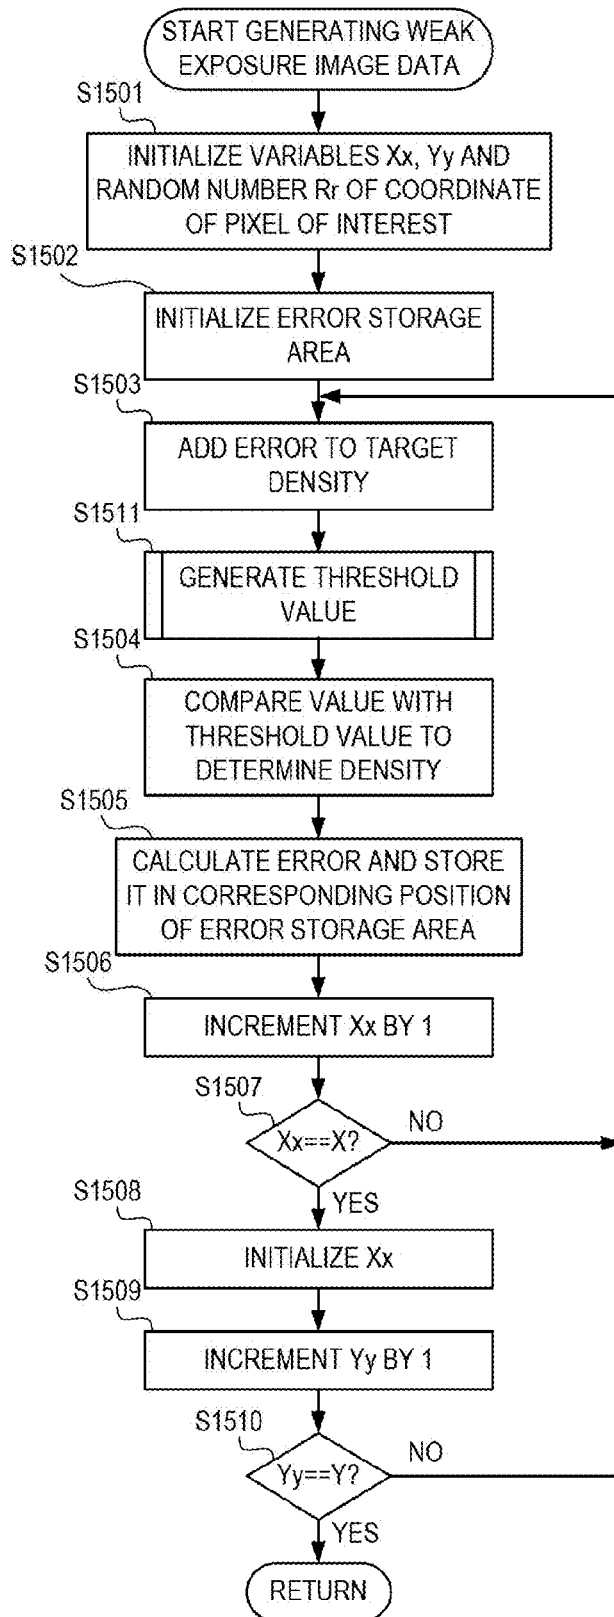 START GENERATING WEAK
EXPOSURE IMAGE DATA
S1501
INITIALIZE VARIABLES Xx, Yy AND
RANDOM NUMBER Rr OF COORDINATE
OF PIXEL OF INTEREST
S1502
INITIALIZE ERROR STORAGE
AREA
S1503
ADD ERROR TO TARGET
DENSITY
S1511
GENERATE THRESHOLD
VALUE
S1504
COMPARE VALUE WITH
THRESHOLD VALUE TO
DETERMINE DENSITY
S1505
CALCULATE ERROR AND STORE
IT IN CORRESPONDING POSITION
OF ERROR STORAGE AREA
S1506
INCREMENT Xx BY 1
S1507
Xx==X?
NO
YES
S1508
INITIALIZE Xx
S1509
INCREMENT Yy BY 1
S1510
Yy==Y?
NO
YES
RETURN